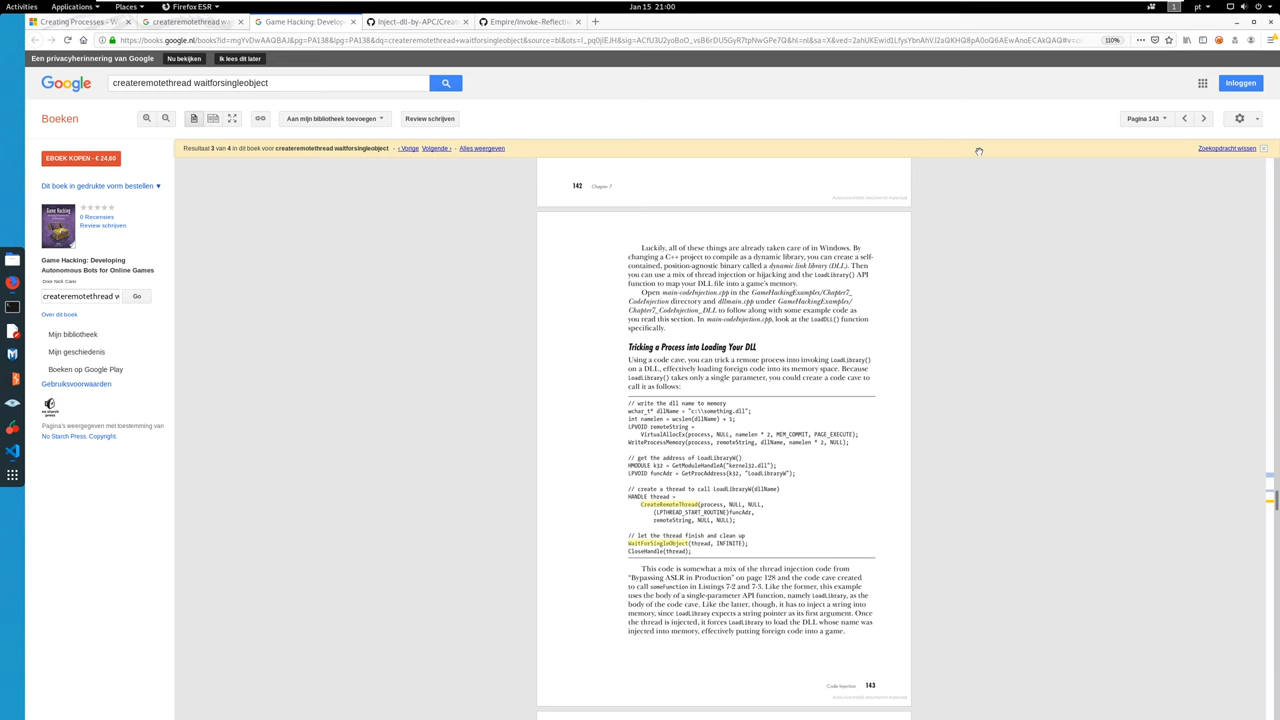 Activities Applications Places Firefox ESR Jan 15 21:00 1 pt
Creating Processes - W createremotethread wai Game Hacking: Develop Inject-dll-by-APC/Creat Empire/Invoke-Reflective
110%
Een privacyherinnering van Google Nu bekijken Ik lees dit later
Google createremotethread waitforsingleobject Inloggen
Boeken Aan mijn bibliotheek toevoegen Review schrijven Pagina 143
Resultaat 3 van 4 in dit boek voor createremotethread waitforsingleobject - ‹ Vorige Volgende › - Alles weergeven Zoekopdracht wissen
EBOEK KOPEN - € 24,60
Dit boek in gedrukte vorm bestellen ▼
0 Recensies
Review schrijven
Game Hacking: Developing
Autonomous Bots for Online Games
Door Nick Cano
createremotethread w Go
Over dit boek
Mijn bibliotheek
Mijn geschiedenis
Boeken op Google Play
Gebruiksvoorwaarden
no starch
press
Pagina's weergegeven met toestemming van
No Starch Press. Copyright.
142 Chapter 7
Auteursrechtelijk beschermd materiaal
Luckily, all of these things are already taken care of in Windows. By
changing a C++ project to compile as a dynamic library, you can create a self-
contained, position-agnostic binary called a dynamic link library (DLL). Then
you can use a mix of thread injection or hijacking and the LoadLibrary() API
function to map your DLL file into a game's memory.
Open main-codeInjection.cpp in the GameHackingExamples/Chapter7_
CodeInjection directory and dllmain.cpp under GameHackingExamples/
Chapter7_CodeInjection_DLL to follow along with some example code as
you read this section. In main-codeInjection.cpp, look at the LoadDLL() function
specifically.
Tricking a Process into Loading Your DLL
Using a code cave, you can trick a remote process into invoking LoadLibrary()
on a DLL, effectively loading foreign code into its memory space. Because
LoadLibrary() takes only a single parameter, you could create a code cave to
call it as follows:
// write the dll name to memory
wchar_t* dllName = "c:\\something.dll";
int namelen = wcslen(dllName) + 1;
LPVOID remoteString =
VirtualAllocEx(process, NULL, namelen * 2, MEM_COMMIT, PAGE_EXECUTE);
WriteProcessMemory(process, remoteString, dllName, namelen * 2, NULL);
// get the address of LoadLibraryW()
HMODULE k32 = GetModuleHandleA("kernel32.dll");
LPVOID funcAdr = GetProcAddress(k32, "LoadLibraryW");
// create a thread to call LoadLibraryW(dllName)
HANDLE thread =
CreateRemoteThread(process, NULL, NULL,
(LPTHREAD_START_ROUTINE)funcAdr,
remoteString, NULL, NULL);
// let the thread finish and clean up
WaitForSingleObject(thread, INFINITE);
CloseHandle(thread);
This code is somewhat a mix of the thread injection code from
“Bypassing ASLR in Production” on page 128 and the code cave created
to call someFunction in Listings 7-2 and 7-3. Like the former, this example
uses the body of a single-parameter API function, namely LoadLibrary, as the
body of the code cave. Like the latter, though, it has to inject a string into
memory, since LoadLibrary expects a string pointer as its first argument. Once
the thread is injected, it forces LoadLibrary to load the DLL whose name was
injected into memory, effectively putting foreign code into a game.
Code Injection 143
Auteursrechtelijk beschermd materiaal